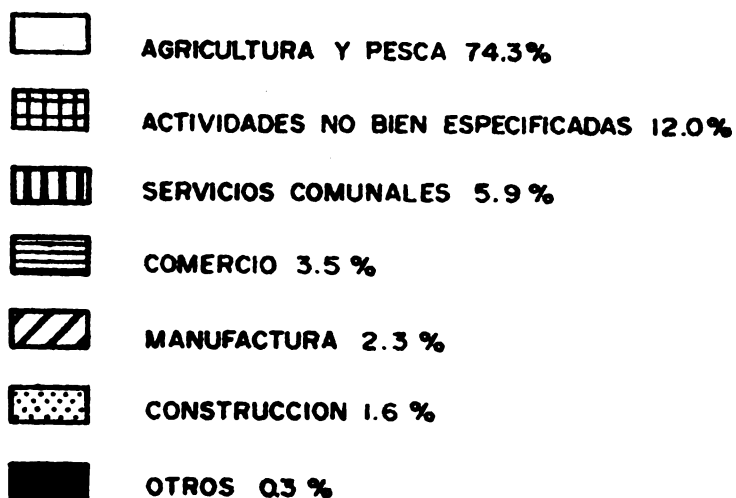 AGRICULTURA Y PESCA 74.3%
ACTIVIDADES NO BIEN ESPECIFICADAS 12.0%
SERVICIOS COMUNALES 5.9%
COMERCIO 3.5%
MANUFACTURA 2.3%
CONSTRUCCION 1.6%
OTROS 0.3%